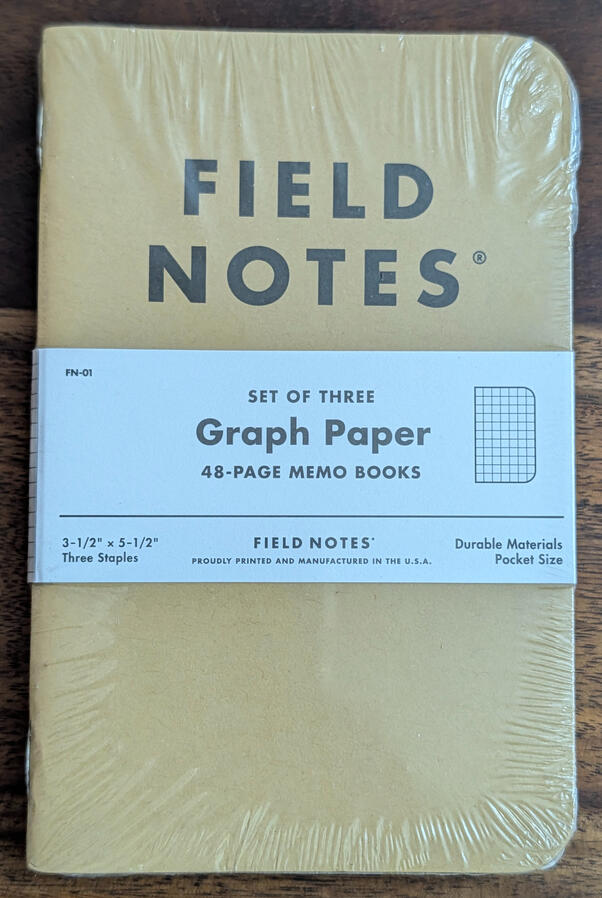 FIELD
NOTES®
FN-01
SET OF THREE
Graph Paper
48-PAGE MEMO BOOKS
3-1/2" × 5-1/2"
Three Staples
FIELD NOTES®
PROUDLY PRINTED AND MANUFACTURED IN THE U.S.A.
Durable Materials
Pocket Size